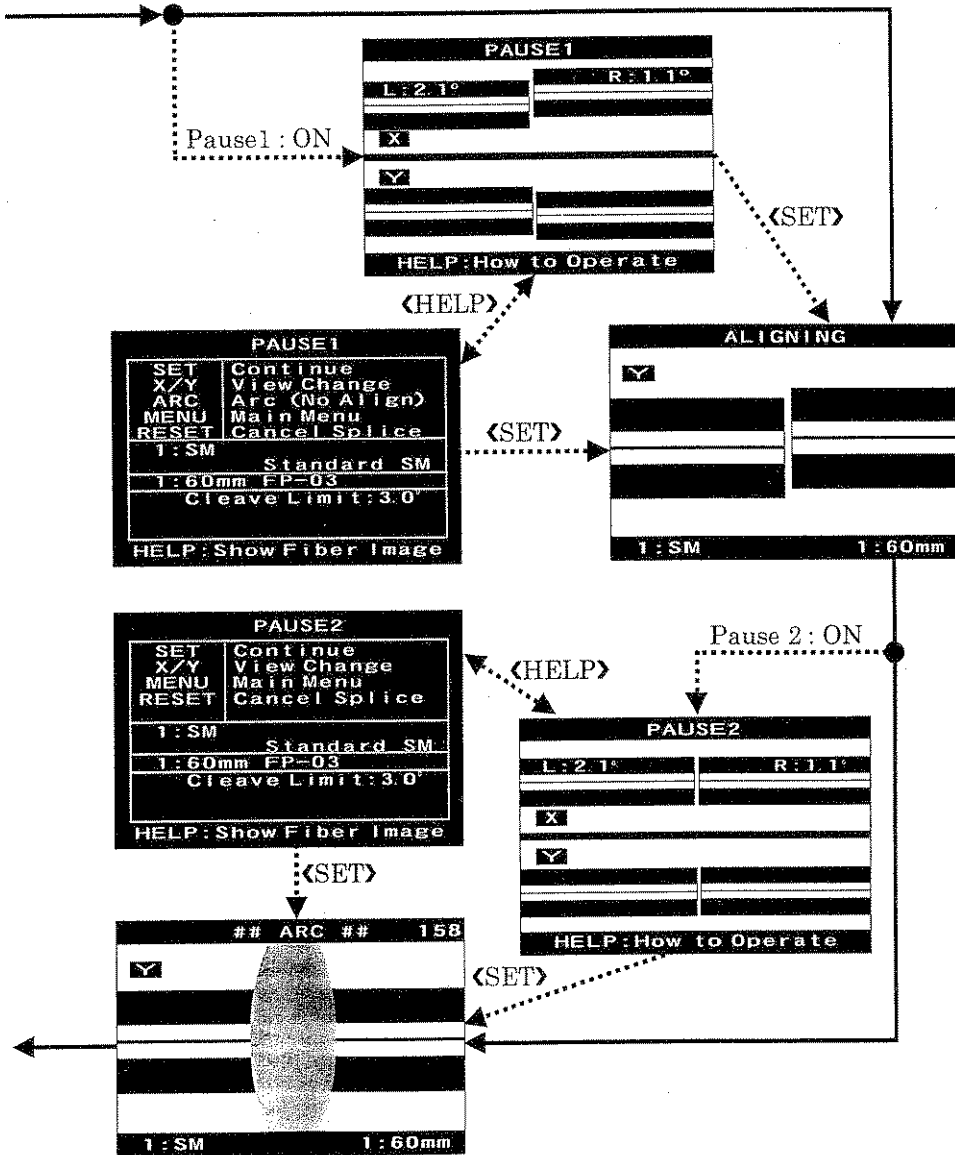 PAUSE1
L:2.1° R:1.1°
Pause1 : ON
X
Y
《SET》
HELP:How to Operate
《HELP》
PAUSE1
SET Continue
X/Y View Change
ARC Arc (No Align)
MENU Main Menu
RESET Cancel Splice
1:SM
Standard SM
1:60mm FP-03
Cleave Limit:3.0°
HELP:Show Fiber Image
《SET》
ALIGNING
Y
1:SM 1:60mm
PAUSE2
SET Continue
X/Y View Change
MENU Main Menu
RESET Cancel Splice
1:SM
Standard SM
1:60mm FP-03
Cleave Limit:3.0°
HELP:Show Fiber Image
《HELP》
Pause 2 : ON
PAUSE2
L:2.1° R:1.1°
X
Y
HELP:How to Operate
《SET》
《SET》
## ARC ## 158
Y
1:SM 1:60mm